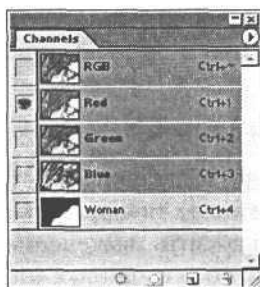 Channels
RGB Ctrl+~
Red Ctrl+1
Green Ctrl+2
Blue Ctrl+3
Woman Ctrl+4